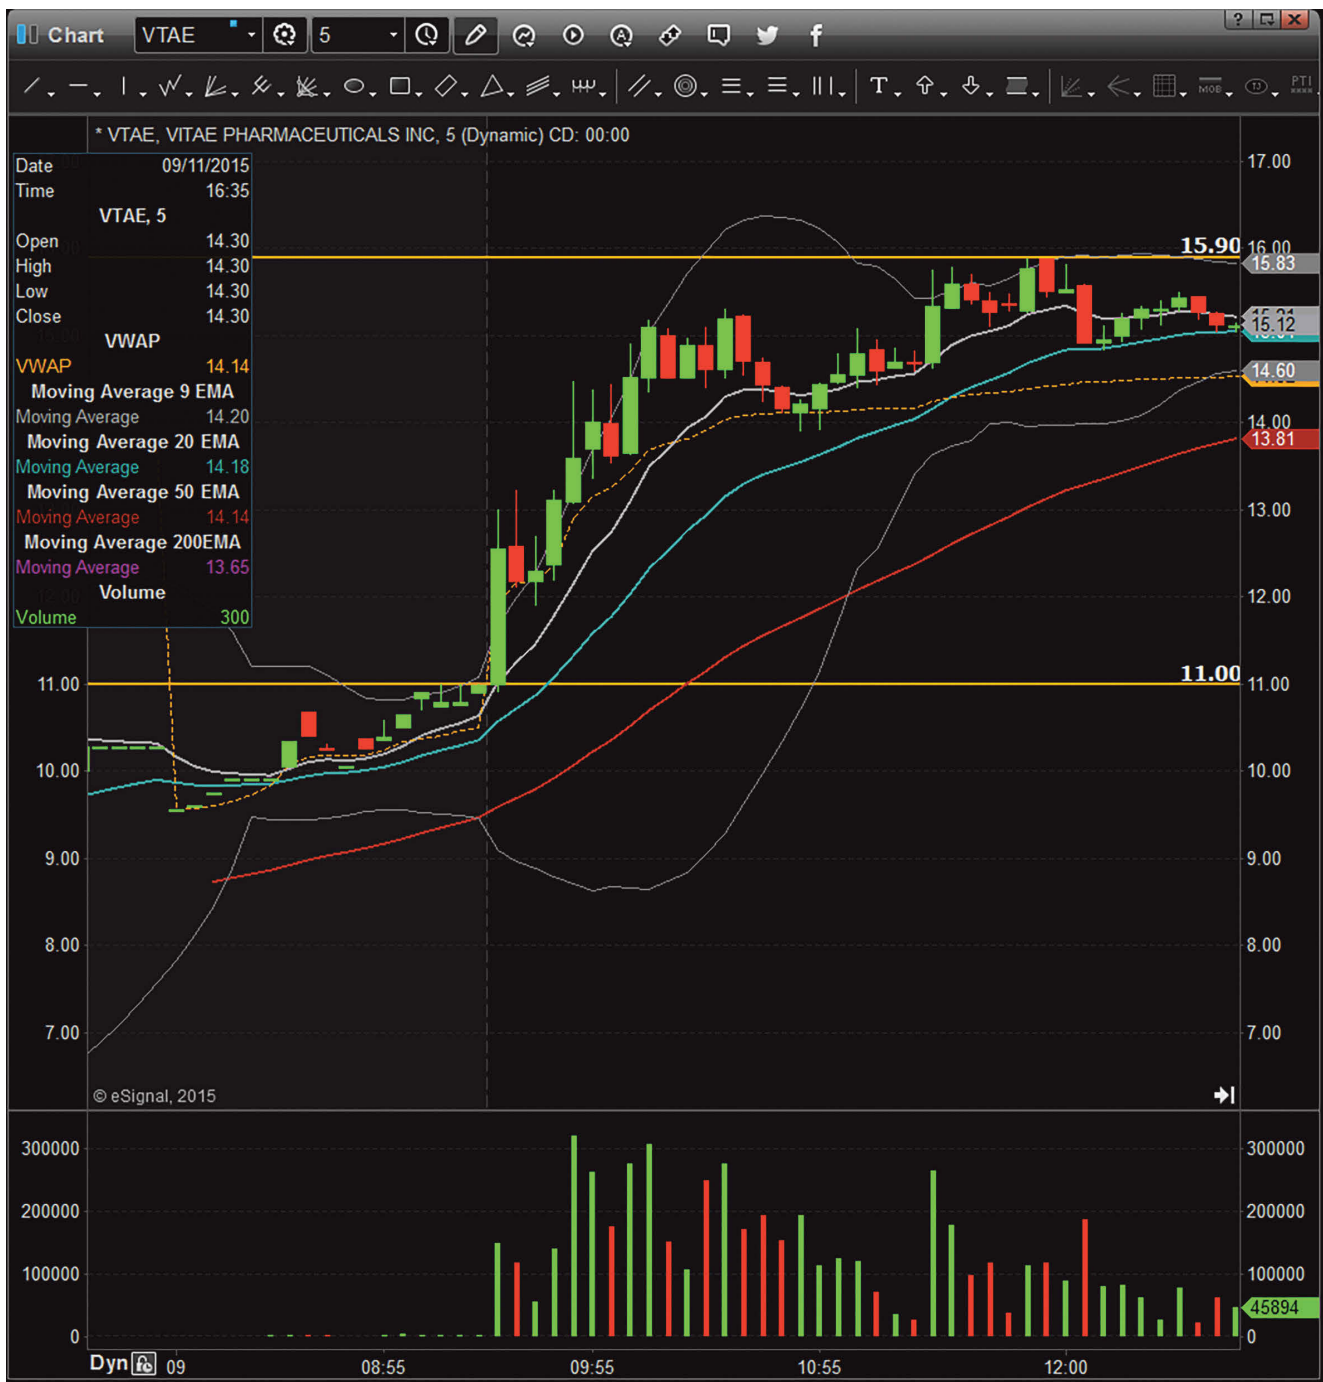 Chart VTAE 5
T MOB TJ PTI
* VTAE, VITAE PHARMACEUTICALS INC, 5 (Dynamic) CD: 00:00
Date 09/11/2015
Time 16:35
VTAE, 5
Open 14.30
High 14.30
Low 14.30
Close 14.30
VWAP
VWAP 14.14
Moving Average 9 EMA
Moving Average 14.20
Moving Average 20 EMA
Moving Average 14.18
Moving Average 50 EMA
Moving Average 14.14
Moving Average 200EMA
Moving Average 13.65
Volume
Volume 300
11.00
10.00
9.00
8.00
7.00
15.90
11.00
17.00
16.00
15.83
15.12
14.60
14.00
13.81
13.00
12.00
11.00
10.00
9.00
8.00
7.00
© eSignal, 2015
300000
200000
100000
0
300000
200000
100000
45894
0
Dyn 09 08:55 09:55 10:55 12:00